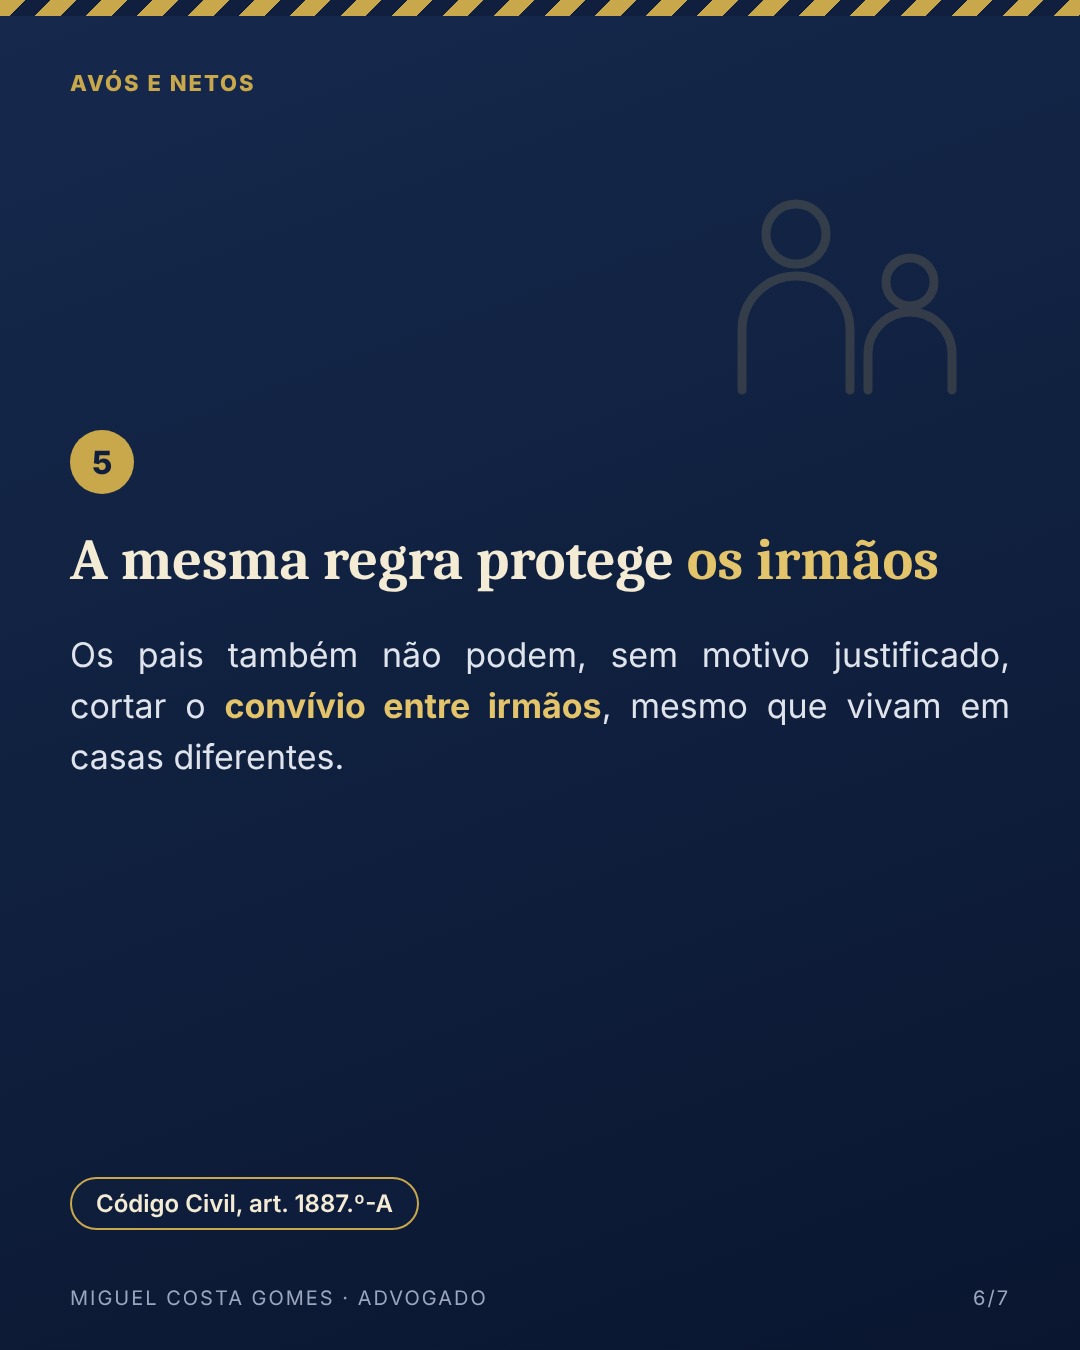 AVÓS E NETOS
5
A mesma regra protege os irmãos
Os pais também não podem, sem motivo justificado,
cortar o convívio entre irmãos, mesmo que vivam em
casas diferentes.
Código Civil, art. 1887.º-A
MIGUEL COSTA GOMES · ADVOGADO
6/7